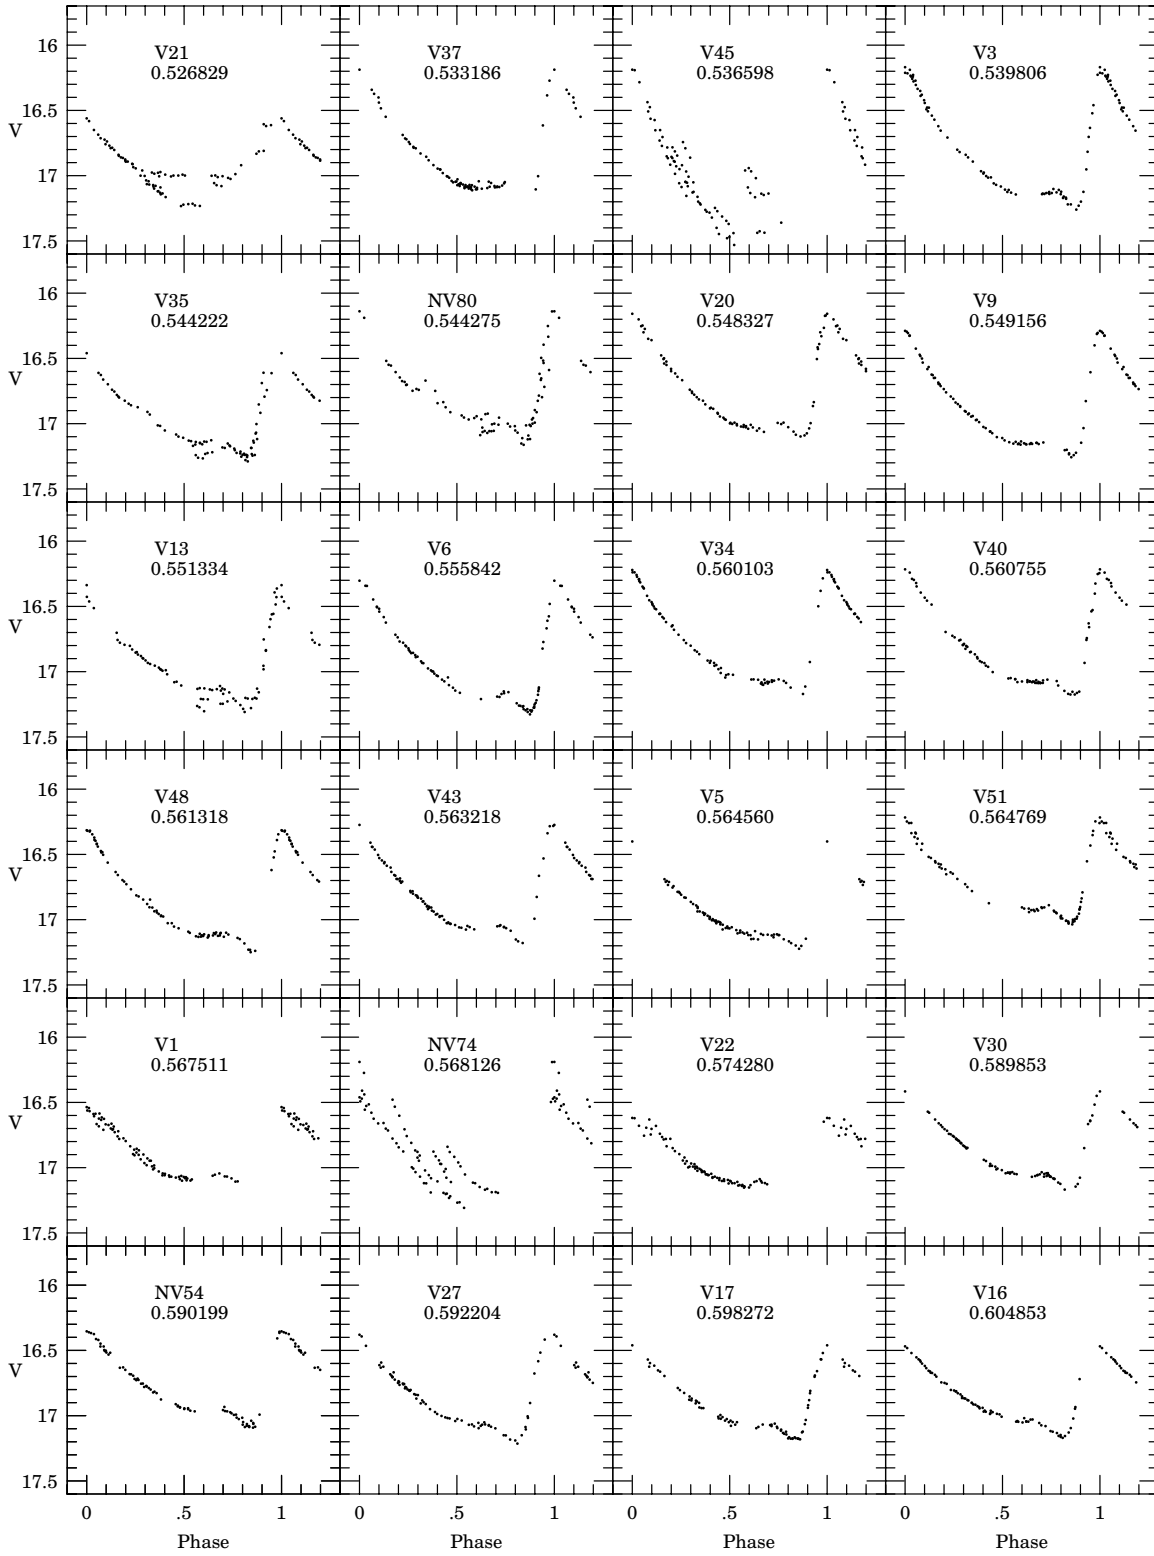 16
16.5
V
17
17.5
V21
0.526829
V37
0.533186
V45
0.536598
V3
0.539806
16
16.5
V
17
17.5
V35
0.544222
NV80
0.544275
V20
0.548327
V9
0.549156
16
16.5
V
17
17.5
V13
0.551334
V6
0.555842
V34
0.560103
V40
0.560755
16
16.5
V
17
17.5
V48
0.561318
V43
0.563218
V5
0.564560
V51
0.564769
16
16.5
V
17
17.5
V1
0.567511
NV74
0.568126
V22
0.574280
V30
0.589853
16
16.5
V
17
17.5
NV54
0.590199
V27
0.592204
V17
0.598272
V16
0.604853
0 .5 1
0 .5 1
0 .5 1
0 .5 1
Phase
Phase
Phase
Phase